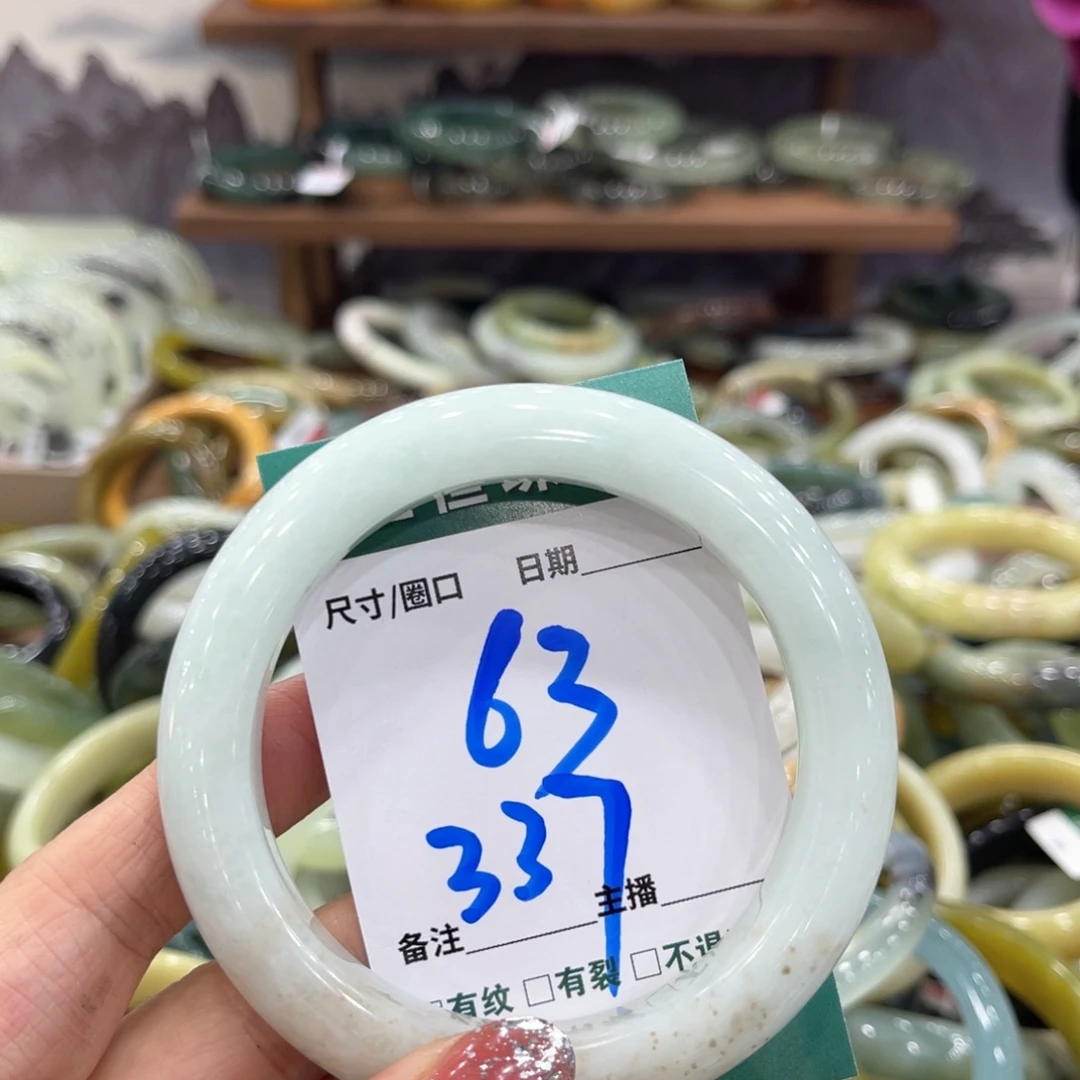 日期
尺寸/圈口
63
337
主播
备注
□有纹 □有裂 □不退